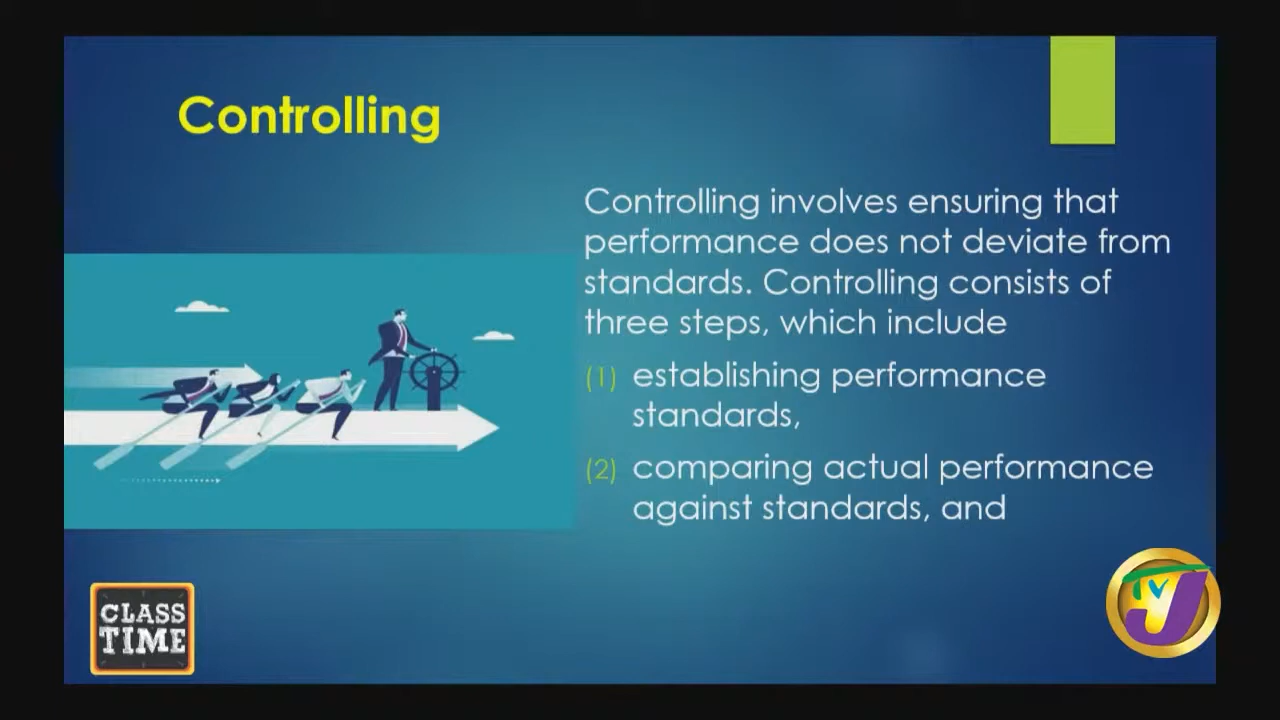 Controlling
Controlling involves ensuring that
performance does not deviate from
standards. Controlling consists of
three steps, which include
(1) establishing performance
standards,
(2) comparing actual performance
against standards, and
CLASS
TIME
TVJ